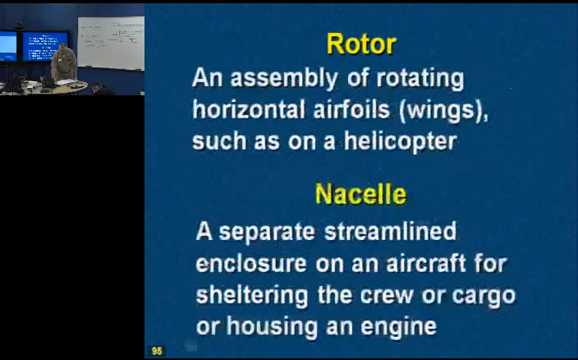 Rotor
An assembly of rotating
horizontal airfoils (wings),
such as on a helicopter
Nacelle
A separate streamlined
enclosure on an aircraft for
sheltering the crew or cargo
or housing an engine
95